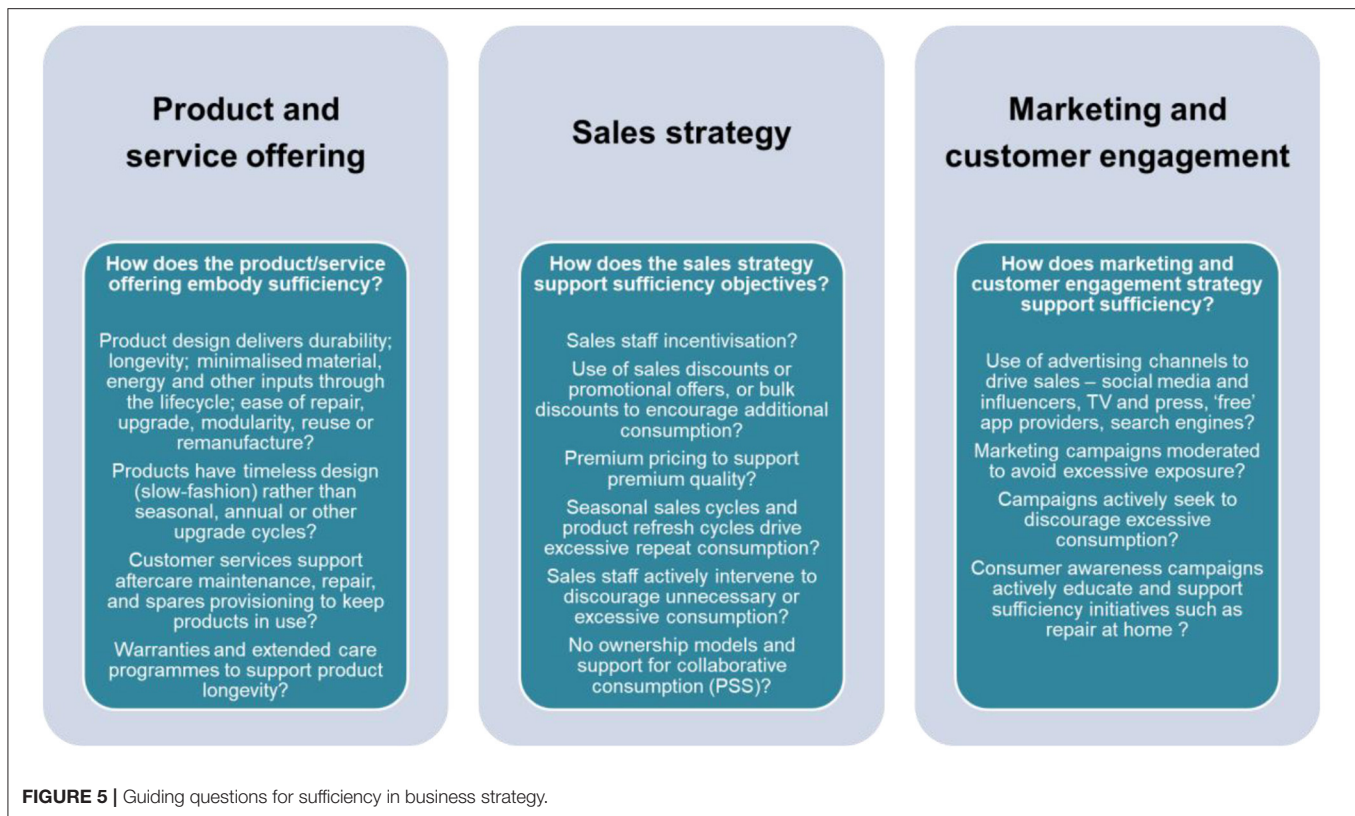 Product and
service offering
How does the product/service
offering embody sufficiency?
Product design delivers durability;
longevity; minimalised material,
energy and other inputs through
the lifecycle; ease of repair,
upgrade, modularity, reuse or
remanufacture?
Products have timeless design
(slow-fashion) rather than
seasonal, annual or other
upgrade cycles?
Customer services support
aftercare maintenance, repair,
and spares provisioning to keep
products in use?
Warranties and extended care
programmes to support product
longevity?
Sales strategy
How does the sales strategy
support sufficiency objectives?
Sales staff incentivisation?
Use of sales discounts or
promotional offers, or bulk
discounts to encourage additional
consumption?
Premium pricing to support
premium quality?
Seasonal sales cycles and
product refresh cycles drive
excessive repeat consumption?
Sales staff actively intervene to
discourage unnecessary or
excessive consumption?
No ownership models and
support for collaborative
consumption (PSS)?
Marketing and
customer engagement
How does marketing and
customer engagement strategy
support sufficiency?
Use of advertising channels to
drive sales – social media and
influencers, TV and press, ‘free’
app providers, search engines?
Marketing campaigns moderated
to avoid excessive exposure?
Campaigns actively seek to
discourage excessive
consumption?
Consumer awareness campaigns
actively educate and support
sufficiency initiatives such as
repair at home ?
FIGURE 5 | Guiding questions for sufficiency in business strategy.